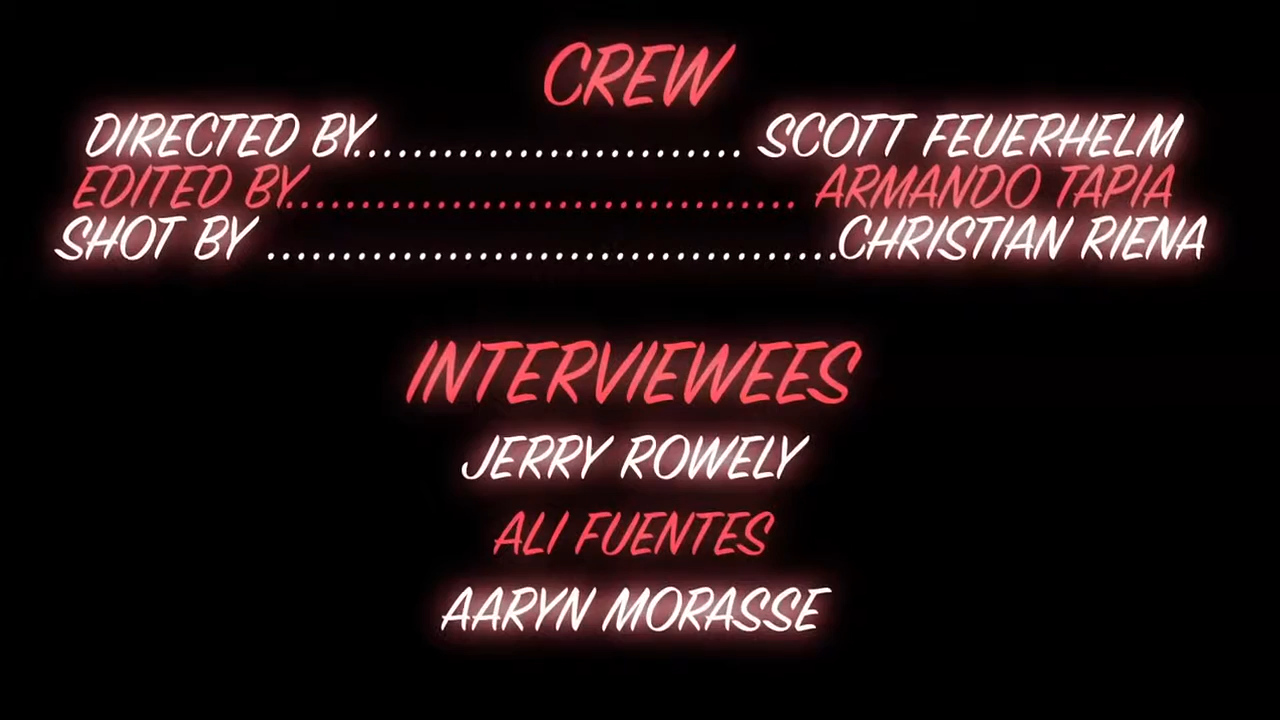 CREW
DIRECTED BY.......................... SCOTT FEUERHELM
EDITED BY.................................. ARMANDO TAPIA
SHOT BY ......................................CHRISTIAN RIENA
INTERVIEWEES
JERRY ROWELY
ALI FUENTES
AARYN MORASSE